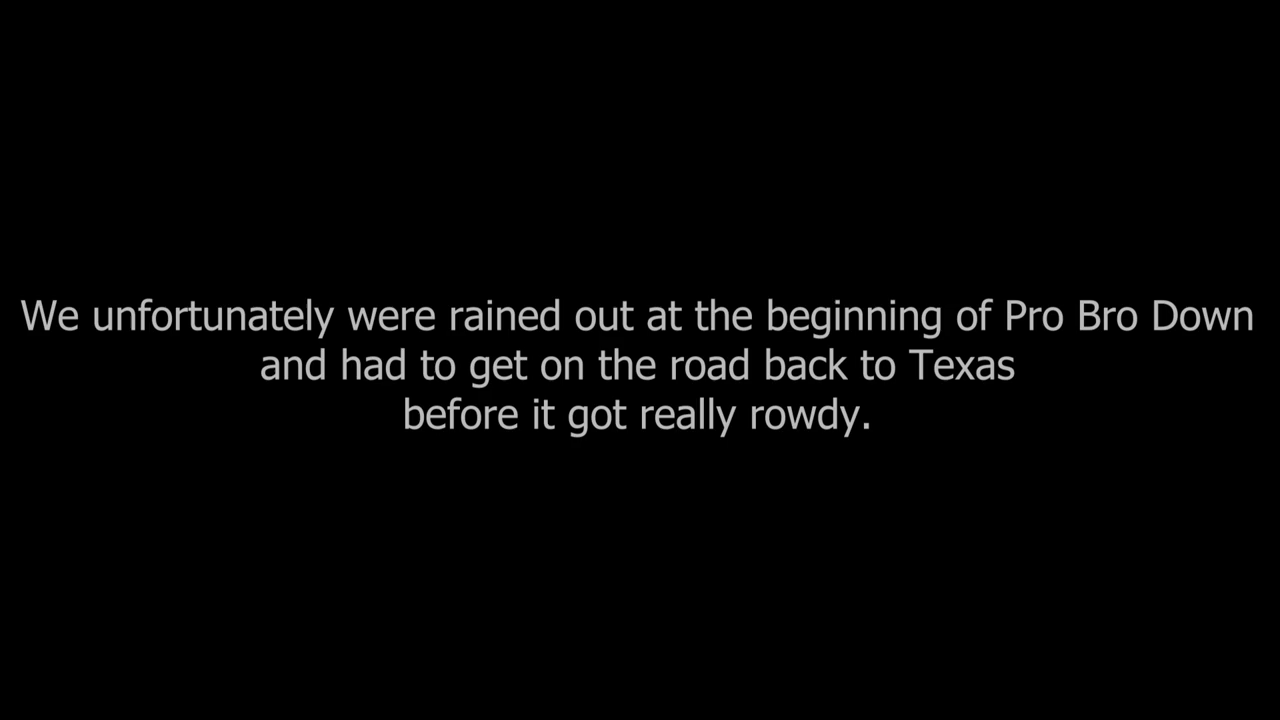 We unfortunately were rained out at the beginning of Pro Bro Down
and had to get on the road back to Texas
before it got really rowdy.